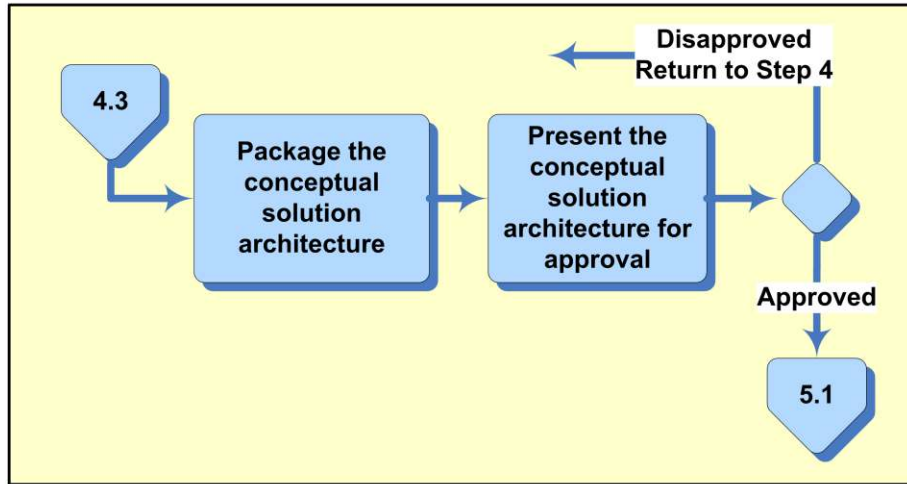 Disapproved
Return to Step 4
4.3
Package the
conceptual
solution
architecture
Present the
conceptual
solution
architecture for
approval
Approved
5.1